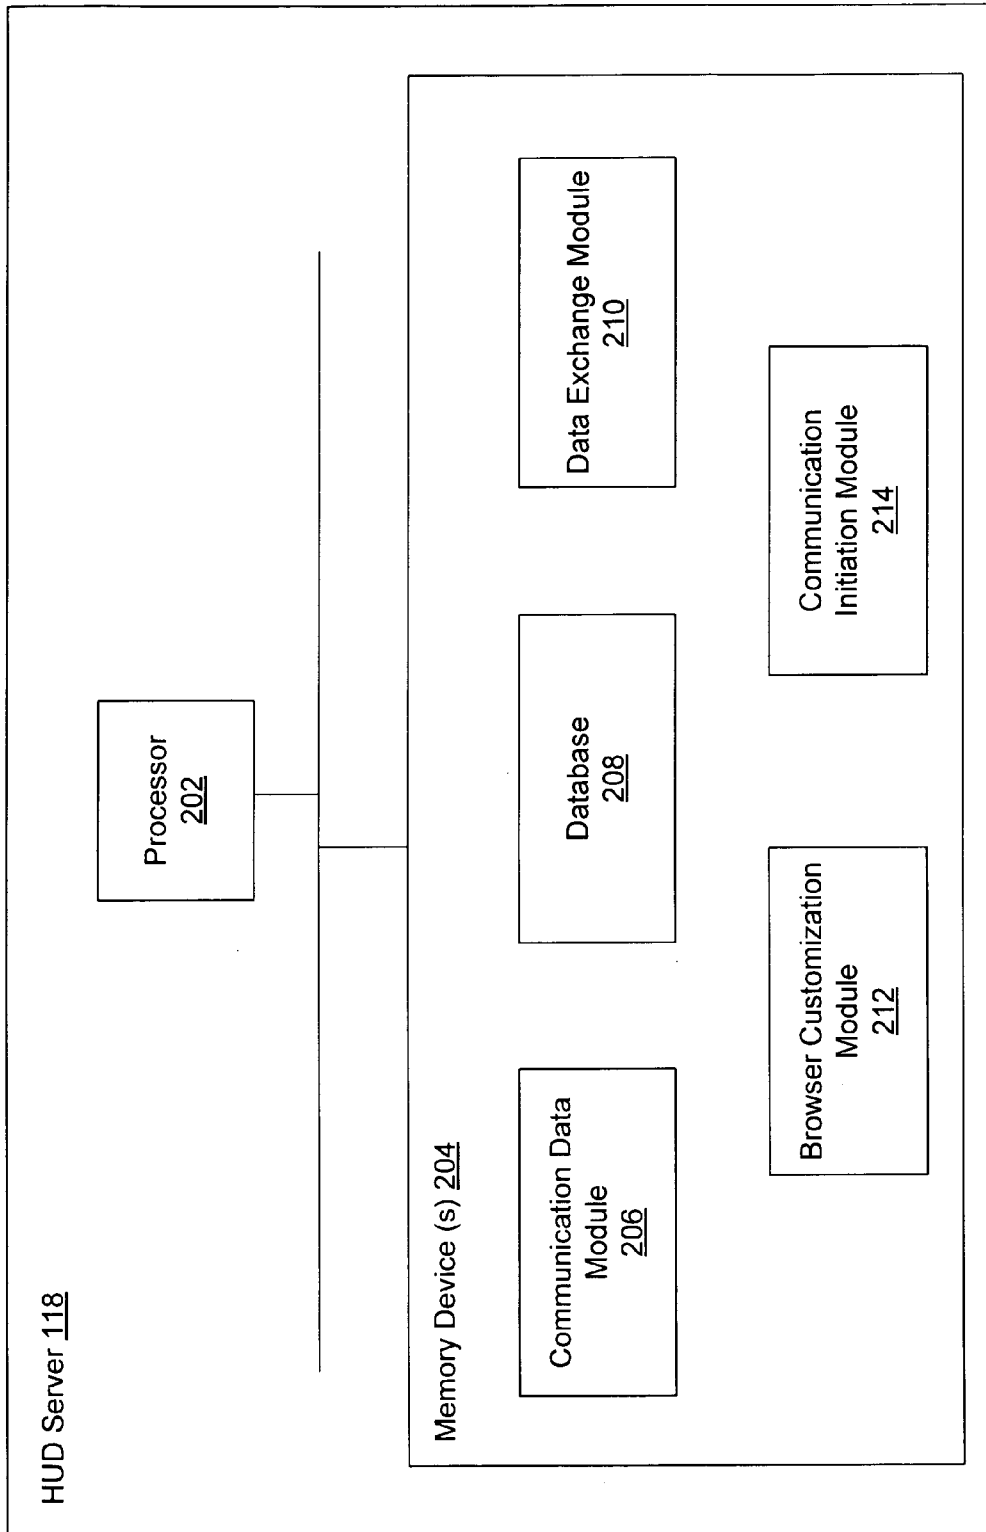 HUD Server 118
Processor
202
Memory Device (s) 204
Communication Data
Module
206
Database
208
Data Exchange Module
210
Browser Customization
Module
212
Communication
Initiation Module
214